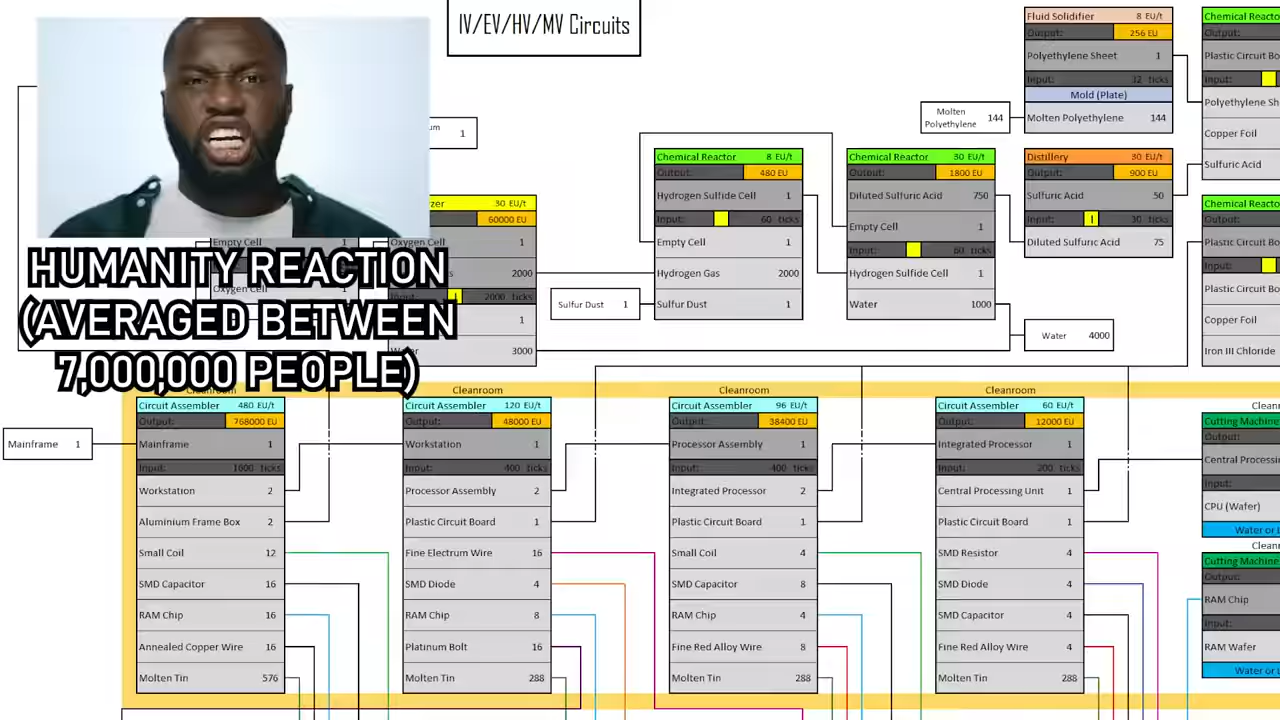 IV/EV/HV/MV Circuits
HUMANITY REACTION
(AVERAGED BETWEEN
7,000,000 PEOPLE)
um 1
zer 30 EU/t
60000 EU
Empty Cell 1
Oxygen Cell
Oxygen Cell 1
s 2000
Input: 2000 ticks
1
Water 3000
Sulfur Dust 1
Chemical Reactor 8 EU/t
Output: 480 EU
Hydrogen Sulfide Cell 1
Input: 60 ticks
Empty Cell 1
Hydrogen Gas 2000
Sulfur Dust 1
Chemical Reactor 30 EU/t
Output: 1800 EU
Diluted Sulfuric Acid 750
Empty Cell 1
Input: 60 ticks
Hydrogen Sulfide Cell 1
Water 1000
Molten
Polyethylene 144
Fluid Solidifier 8 EU/t
Output: 256 EU
Polyethylene Sheet 1
Input: 32 ticks
Mold (Plate)
Molten Polyethylene 144
Distillery 30 EU/t
Output: 900 EU
Sulfuric Acid 50
Input: 30 ticks
Diluted Sulfuric Acid 75
Water 4000
Chemical Reacto
Output:
Plastic Circuit Boa
Input:
Polyethylene Sh
Copper Foil
Sulfuric Acid
Chemical Reacto
Output:
Plastic Circuit Boa
Input:
Plastic Circuit Boa
Copper Foil
Iron III Chloride
Mainframe 1
Cleanroom
Circuit Assembler 480 EU/t
Output: 768000 EU
Mainframe 1
Input: 1600 ticks
Workstation 2
Aluminium Frame Box 2
Small Coil 12
SMD Capacitor 16
RAM Chip 16
Annealed Copper Wire 16
Molten Tin 576
Cleanroom
Circuit Assembler 120 EU/t
Output: 48000 EU
Workstation 1
Input: 400 ticks
Processor Assembly 2
Plastic Circuit Board 1
Fine Electrum Wire 16
SMD Diode 4
RAM Chip 8
Platinum Bolt 16
Molten Tin 288
Cleanroom
Circuit Assembler 96 EU/t
Output: 38400 EU
Processor Assembly 1
Input: 400 ticks
Integrated Processor 2
Plastic Circuit Board 1
Small Coil 4
SMD Capacitor 8
RAM Chip 4
Fine Red Alloy Wire 8
Molten Tin 288
Cleanroom
Circuit Assembler 60 EU/t
Output: 12000 EU
Integrated Processor 1
Input: 200 ticks
Central Processing Unit 1
Plastic Circuit Board 1
SMD Resistor 4
SMD Diode 4
SMD Capacitor 4
Fine Red Alloy Wire 4
Molten Tin 288
Clean
Cutting Machine
Output:
Central Processi
Input:
CPU (Wafer)
Water or
Clean
Cutting Machine
Output:
RAM Chip
Input:
RAM Wafer
Water or